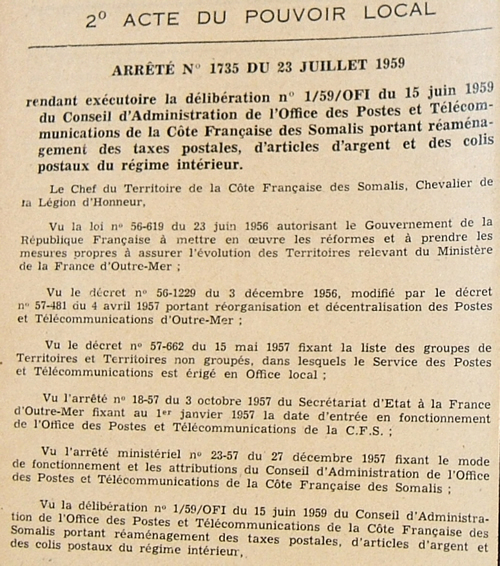 2° ACTE DU POUVOIR LOCAL
ARRÊTÉ N° 1735 DU 23 JUILLET 1959
rendant exécutoire la délibération n° 1/59/OFI du 15 juin 1959
du Conseil d'Administration de l'Office des Postes et Télécom-
munications de la Côte Française des Somalis portant réaména-
gement des taxes postales, d'articles d'argent et des colis
postaux du régime intérieur.
Le Chef du Territoire de la Côte Française des Somalis, Chevalier de
la Légion d'Honneur,
Vu la loi n° 56-619 du 23 juin 1956 autorisant le Gouvernement de la
République Française à mettre en œuvre les réformes et à prendre les
mesures propres à assurer l'évolution des Territoires relevant du Ministère
de la France d'Outre-Mer ;
Vu le décret n° 56-1229 du 3 décembre 1956, modifié par le décret
n° 57-481 du 4 avril 1957 portant réorganisation et décentralisation des Postes
et Télécommunications d'Outre-Mer ;
Vu le décret n° 57-662 du 15 mai 1957 fixant la liste des groupes de
Territoires et Territoires non groupés, dans lesquels le Service des Postes
et Télécommunications est érigé en Office local ;
Vu l'arrêté n° 18-57 du 3 octobre 1957 du Secrétariat d'Etat à la France
d'Outre-Mer fixant au 1er janvier 1957 la date d'entrée en fonctionnement
de l'Office des Postes et Télécommunications de la C.F.S. ;
Vu l'arrêté ministériel n° 23-57 du 27 décembre 1957 fixant le mode
de fonctionnement et les attributions du Conseil d'Administration de l'Office
des Postes et Télécommunications de la Côte Française des Somalis ;
Vu la délibération n° 1/59/OFI du 15 juin 1959 du Conseil d'Administra-
tion de l'Office des Postes et Télécommunications de la Côte Française des
Somalis portant réaménagement des taxes postales, d'articles d'argent et
des colis postaux du régime intérieur,